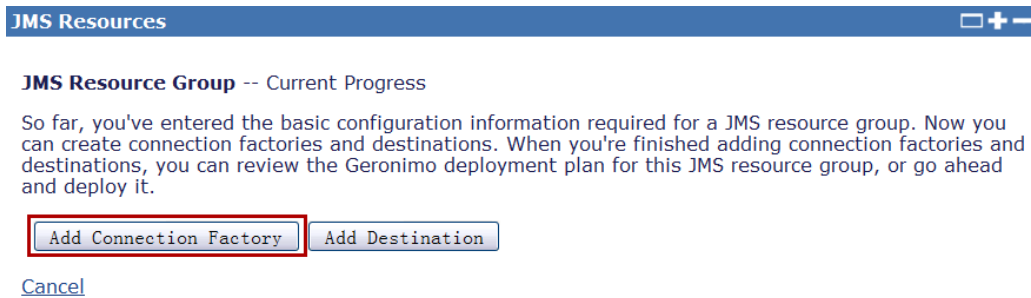 JMS Resources
JMS Resource Group -- Current Progress
So far, you've entered the basic configuration information required for a JMS resource group. Now you
can create connection factories and destinations. When you're finished adding connection factories and
destinations, you can review the Geronimo deployment plan for this JMS resource group, or go ahead
and deploy it.
Add Connection Factory Add Destination
Cancel